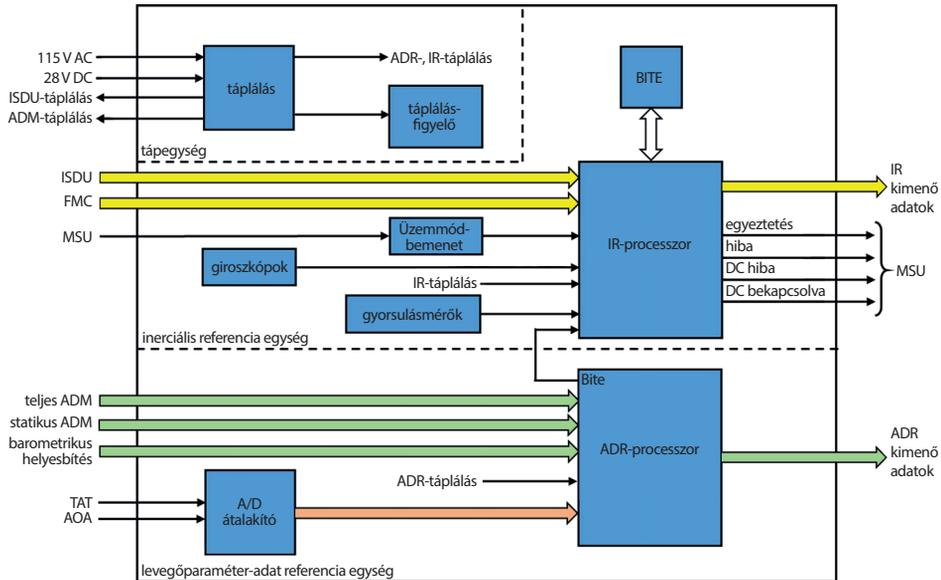 115 V AC
28 V DC
ISDU-táplálás
ADM-táplálás
táplálás
ADR-, IR-táplálás
táplálás-
figyelő
tápegység
BITE
ISDU
FMC
MSU
Üzemmód-
bemenet
giroszkópok
IR-táplálás
gyorsulásmérők
inerciális referencia egység
IR-processzor
IR
kimenő
adatok
egyeztetés
hiba
DC hiba
DC bekapcsolva
MSU
Bite
teljes ADM
statikus ADM
barometrikus
helyesbítés
ADR-processzor
ADR-táplálás
ADR
kimenő
adatok
TAT
AOA
A/D
átalakító
levegőparaméter-adat referencia egység